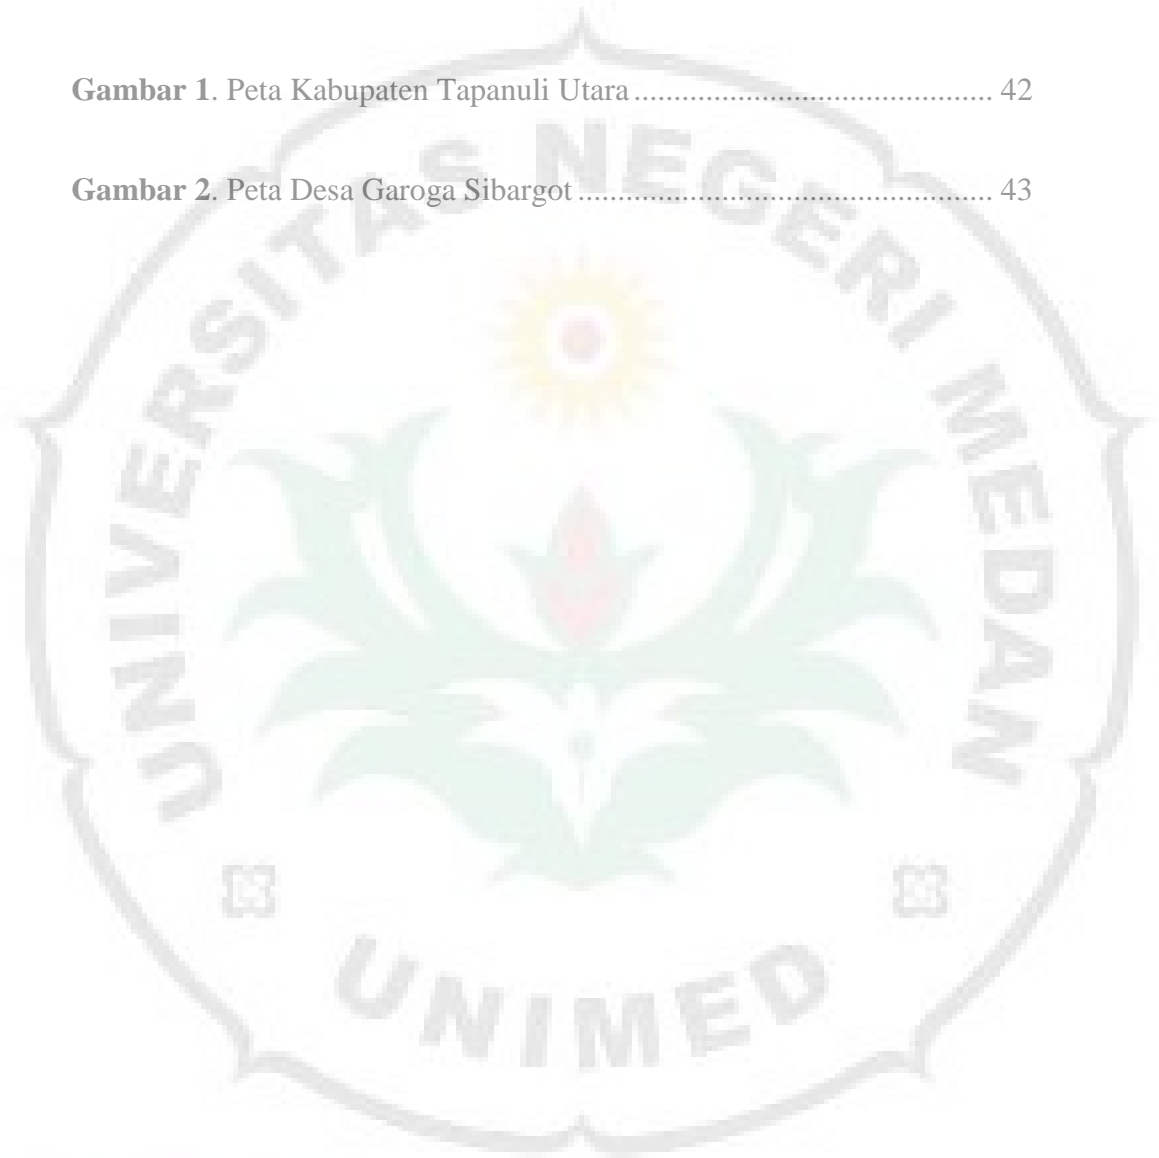 Gambar 1. Peta Kabupaten Tapanuli Utara ............................................. 42
Gambar 2. Peta Desa Garoga Sibargot .................................................... 43
UNIVERSITAS NEGERI MEDAN
UNIMED